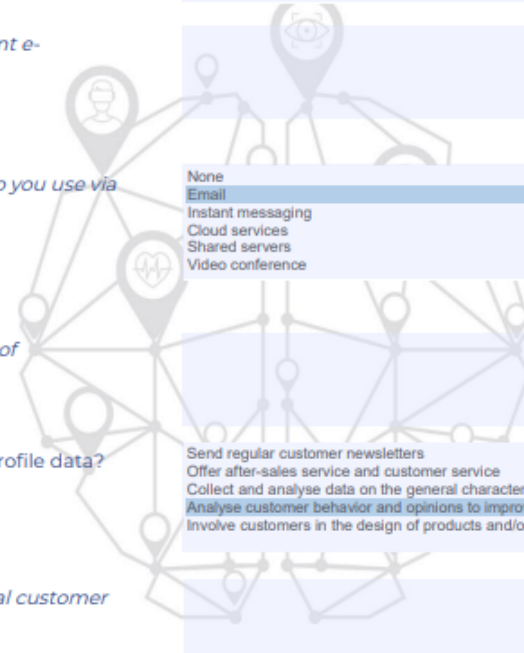 nt e-
o you use via
None
Email
Instant messaging
Cloud services
Shared servers
Video conference
of
rofile data?
Send regular customer newsletters
Offer after-sales service and customer service
Collect and analyse data on the general character
Analyse customer behavior and opinions to impro
Involve customers in the design of products and/o
al customer